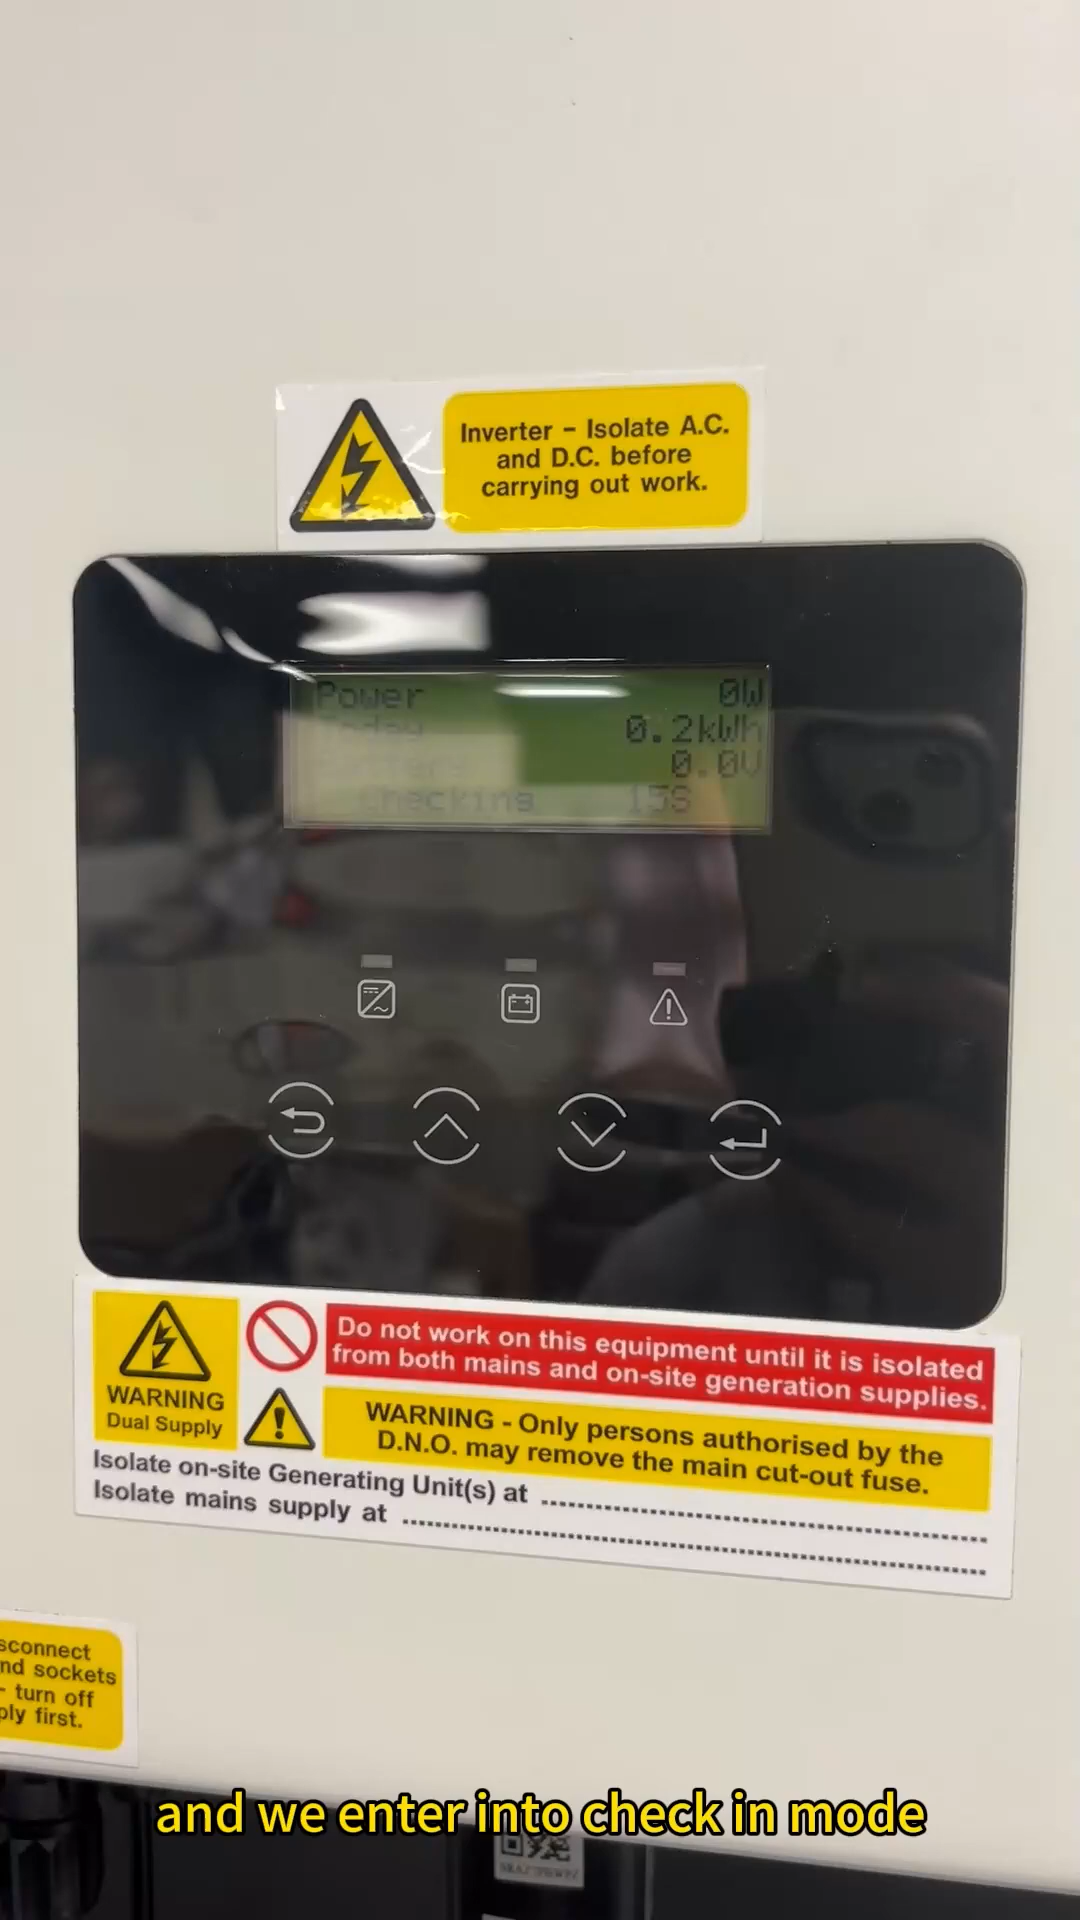 Inverter - Isolate A.C.
and D.C. before
carrying out work.
Power 0W
Today 0.2kWh
Battery 0.0V
Checking 15S
WARNING
Dual Supply
Do not work on this equipment until it is isolated
from both mains and on-site generation supplies.
WARNING - Only persons authorised by the
D.N.O. may remove the main cut-out fuse.
Isolate on-site Generating Unit(s) at
Isolate mains supply at
sconnect
nd sockets
- turn off
ply first.
and we enter into check in mode